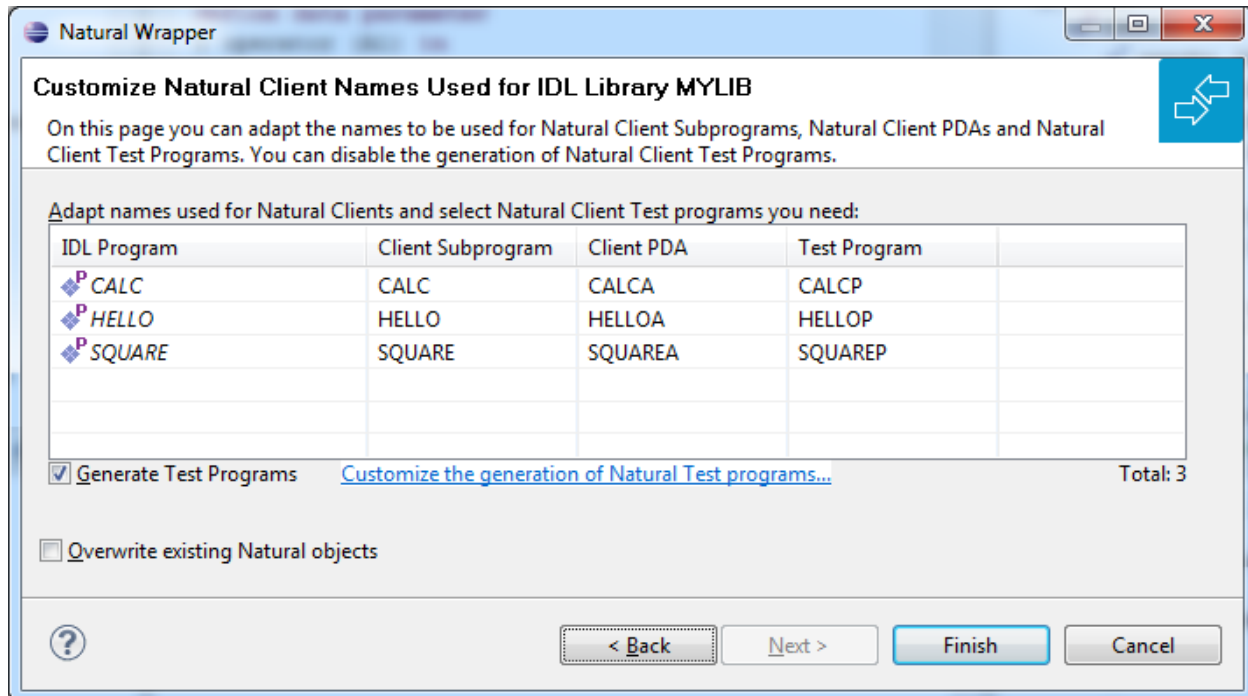 Natural Wrapper
Customize Natural Client Names Used for IDL Library MYLIB
On this page you can adapt the names to be used for Natural Client Subprograms, Natural Client PDAs and Natural
Client Test Programs. You can disable the generation of Natural Client Test Programs.
Adapt names used for Natural Clients and select Natural Client Test programs you need:
IDL Program Client Subprogram Client PDA Test Program
P CALC CALC CALCA CALCP
P HELLO HELLO HELLOA HELLOP
P SQUARE SQUARE SQUAREA SQUAREP
Generate Test Programs Customize the generation of Natural Test programs... Total: 3
Overwrite existing Natural objects
? < Back Next > Finish Cancel